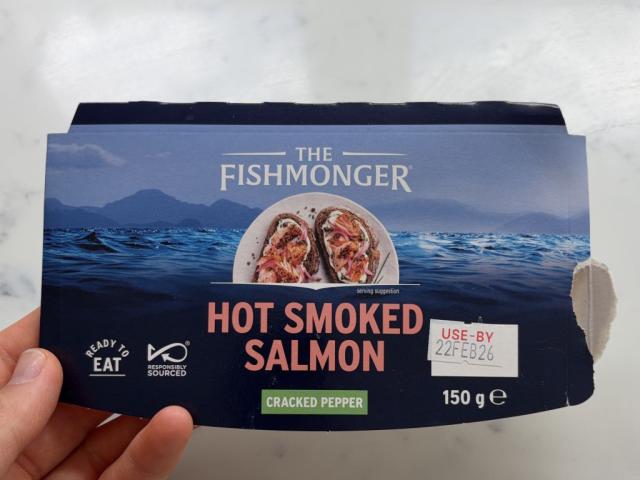 THE
FISHMONGER®
serving suggestion
HOT SMOKED
SALMON
READY TO
EAT
RESPONSIBLY
SOURCED
CRACKED PEPPER
USE-BY
22FEB26
150 g e